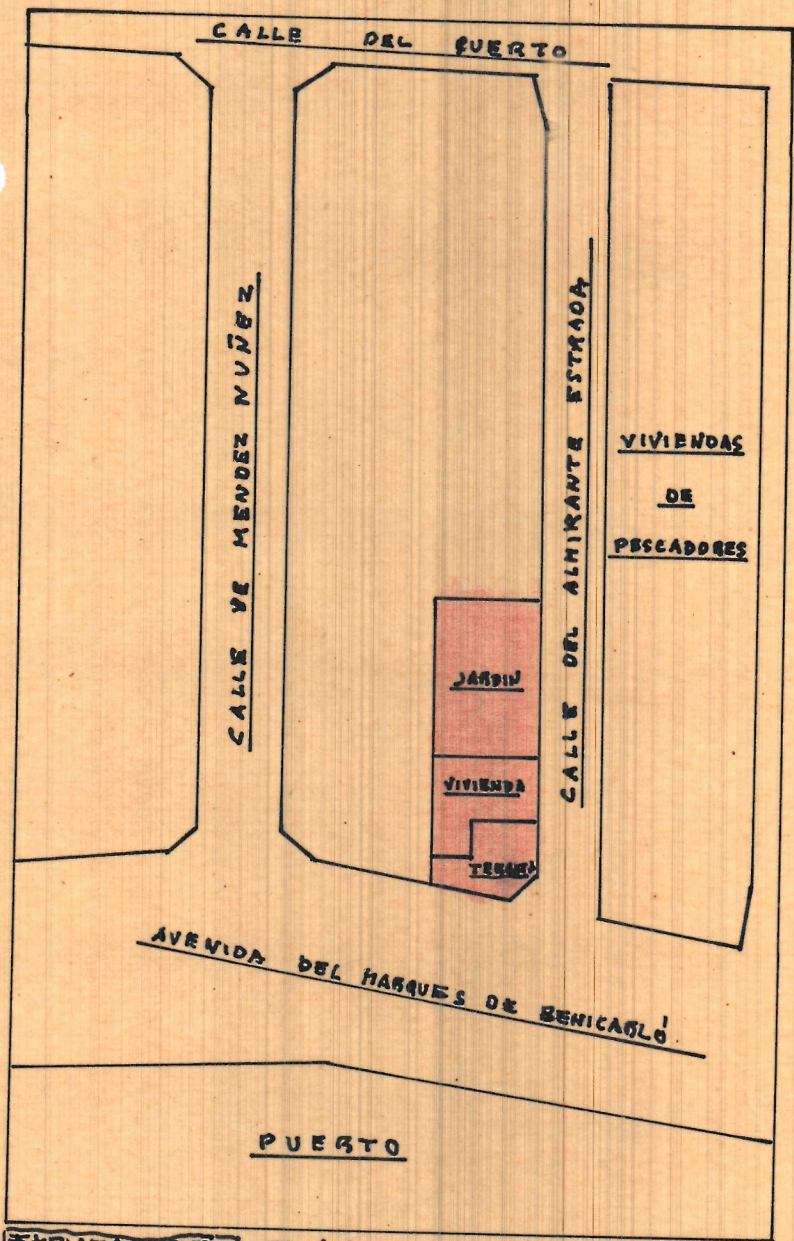 CALLE DEL PUERTO
CALLE DE MENDEZ NUÑEZ
CALLE DEL ALMIRANTE ESTRADA
VIVIENDAS
DE
PESCADORES
JARDIN
VIVIENDA
TERRAZA
AVENIDA DEL MARQUES DE BENICARLÓ
PUERTO